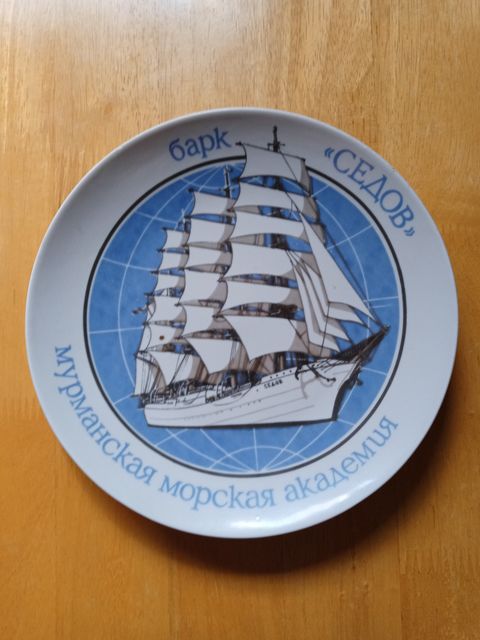 барк «СЕДОВ»
мурманская морская академия
СЕДОВ